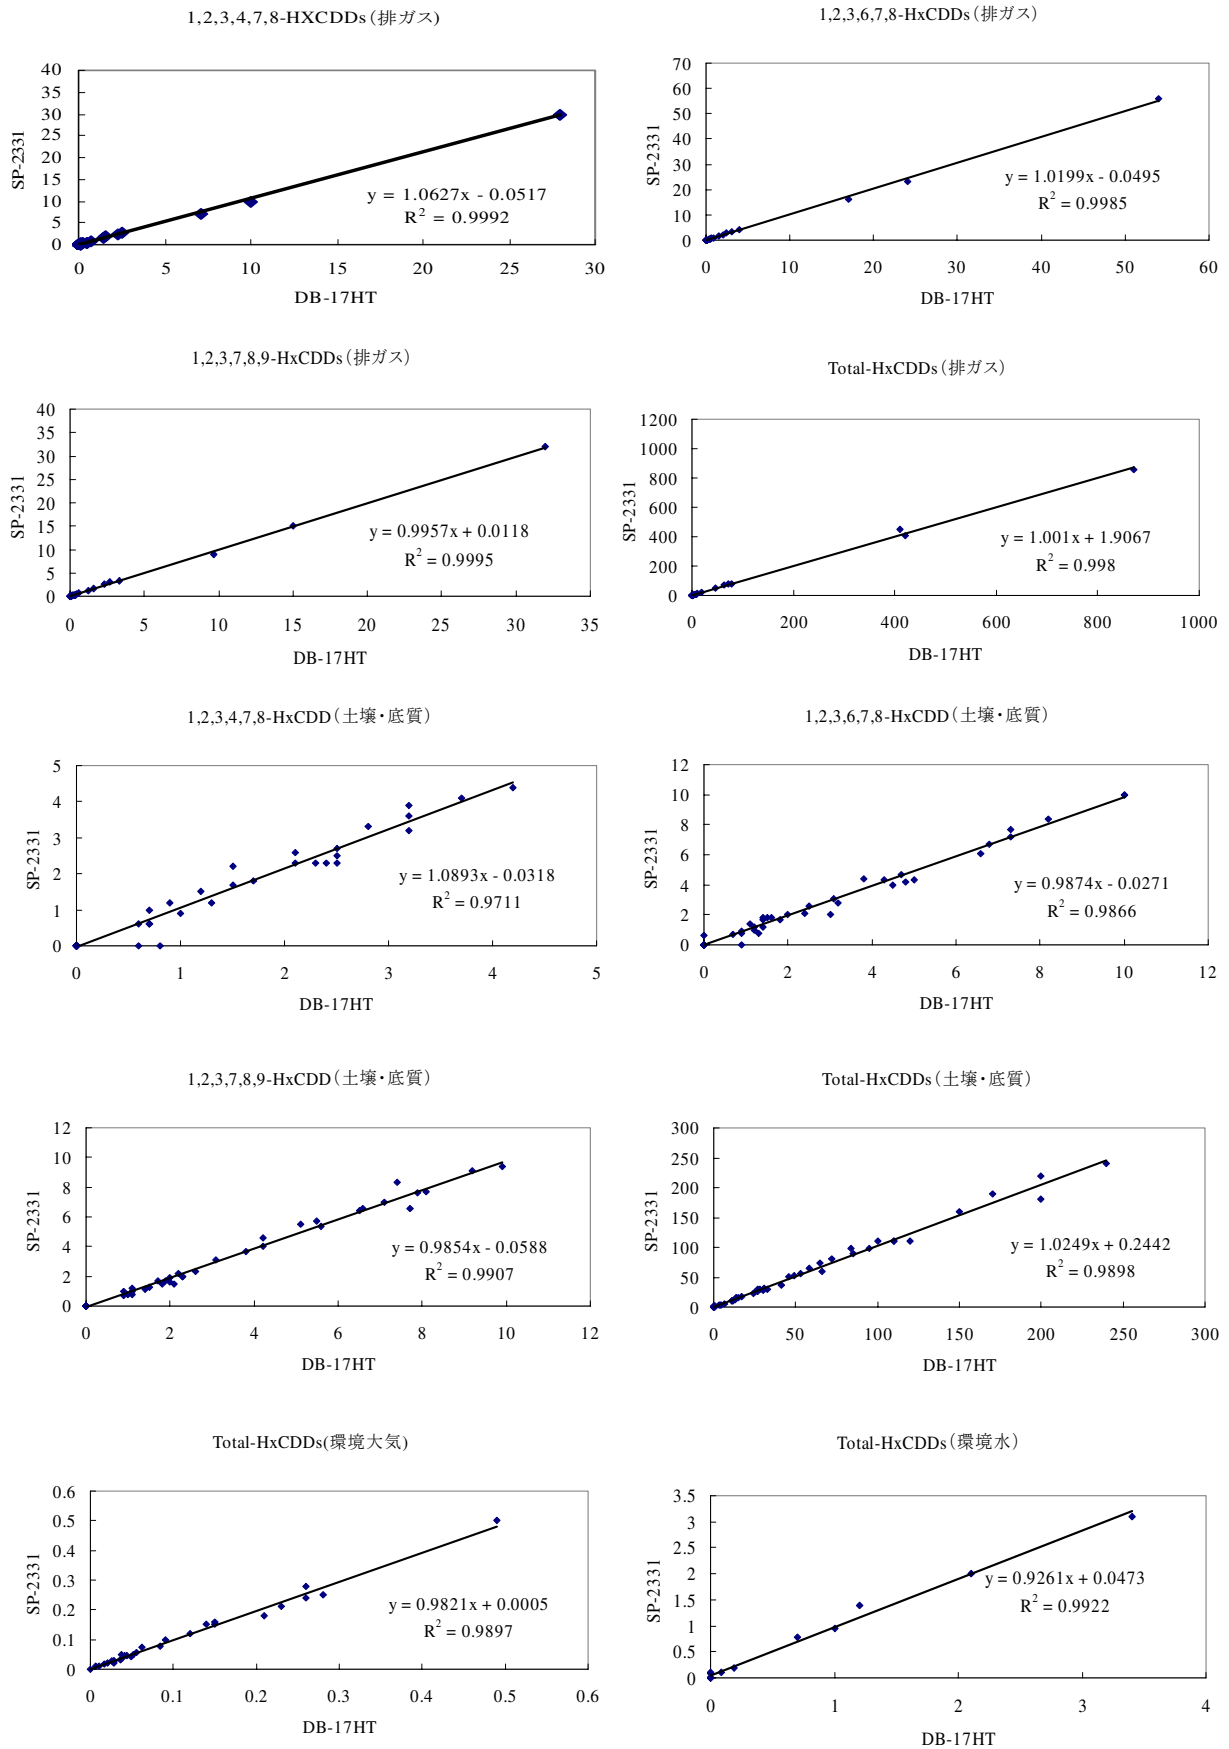 1,2,3,4,7,8-HXCDDs(排ガス)
40
35
30
25
20
15
10
5
0
SP-2331
y = 1.0627x - 0.0517
R² = 0.9992
0 5 10 15 20 25 30
DB-17HT
1,2,3,6,7,8-HxCDDs(排ガス)
70
60
50
40
30
20
10
0
SP-2331
y = 1.0199x - 0.0495
R² = 0.9985
0 10 20 30 40 50 60
DB-17HT
1,2,3,7,8,9-HxCDDs(排ガス)
40
35
30
25
20
15
10
5
0
SP-2331
y = 0.9957x + 0.0118
R² = 0.9995
0 5 10 15 20 25 30 35
DB-17HT
Total-HxCDDs(排ガス)
1200
1000
800
600
400
200
0
SP-2331
y = 1.001x + 1.9067
R² = 0.998
0 200 400 600 800 1000
DB-17HT
1,2,3,4,7,8-HxCDD(土壌・底質)
5
4
3
2
1
0
SP-2331
y = 1.0893x - 0.0318
R² = 0.9711
0 1 2 3 4 5
DB-17HT
1,2,3,6,7,8-HxCDD(土壌・底質)
12
10
8
6
4
2
0
SP-2331
y = 0.9874x - 0.0271
R² = 0.9866
0 2 4 6 8 10 12
DB-17HT
1,2,3,7,8,9-HxCDD(土壌・底質)
12
10
8
6
4
2
0
SP-2331
y = 0.9854x - 0.0588
R² = 0.9907
0 2 4 6 8 10 12
DB-17HT
Total-HxCDDs(土壌・底質)
300
250
200
150
100
50
0
SP-2331
y = 1.0249x + 0.2442
R² = 0.9898
0 50 100 150 200 250 300
DB-17HT
Total-HxCDDs(環境大気)
0.6
0.5
0.4
0.3
0.2
0.1
0
SP-2331
y = 0.9821x + 0.0005
R² = 0.9897
0 0.1 0.2 0.3 0.4 0.5 0.6
DB-17HT
Total-HxCDDs(環境水)
3.5
3
2.5
2
1.5
1
0.5
0
SP-2331
y = 0.9261x + 0.0473
R² = 0.9922
0 1 2 3 4
DB-17HT